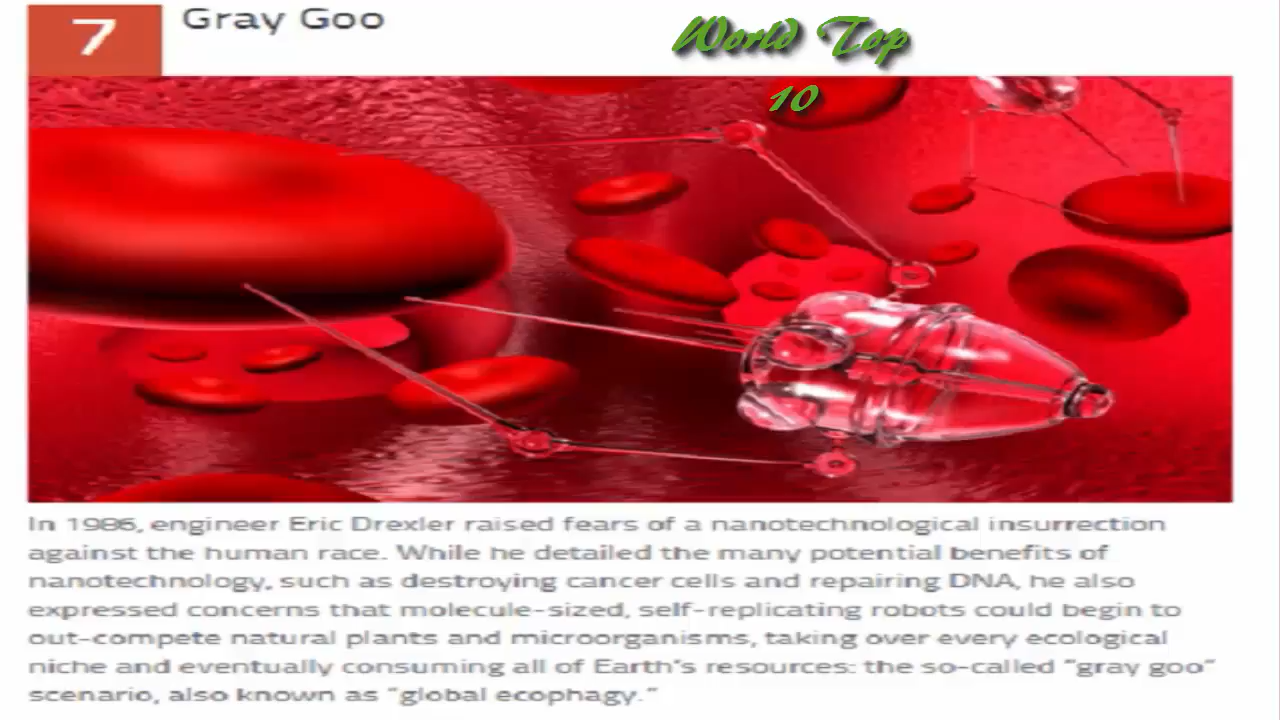 7
Gray Goo
World Top
10
In 1986, engineer Eric Drexler raised fears of a nanotechnological insurrection
against the human race. While he detailed the many potential benefits of
nanotechnology, such as destroying cancer cells and repairing DNA, he also
expressed concerns that molecule-sized, self-replicating robots could begin to
out-compete natural plants and microorganisms, taking over every ecological
niche and eventually consuming all of Earth's resources: the so-called "gray goo"
scenario, also known as "global ecophagy."